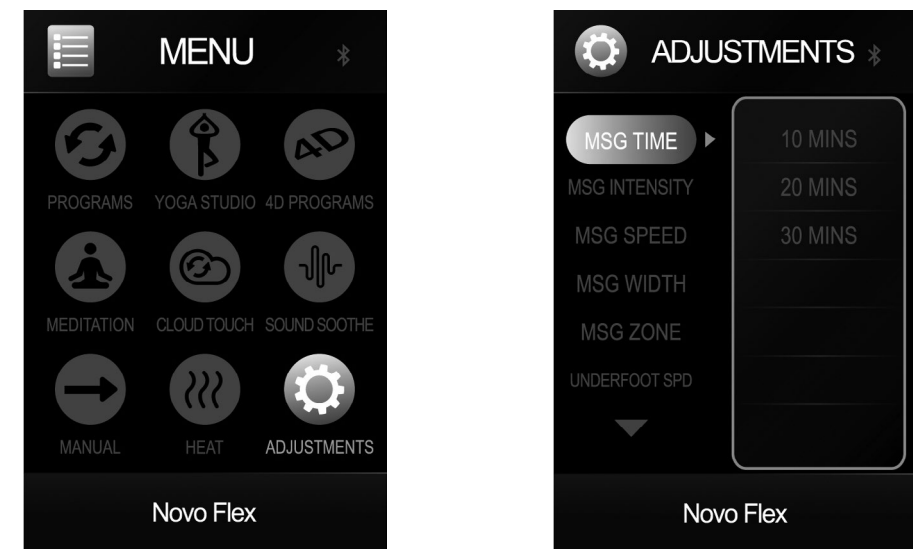 MENU
PROGRAMS YOGA STUDIO 4D PROGRAMS
4D
MEDITATION CLOUD TOUCH SOUND SOOTHE
MANUAL HEAT ADJUSTMENTS
Novo Flex
ADJUSTMENTS
MSG TIME
MSG INTENSITY
MSG SPEED
MSG WIDTH
MSG ZONE
UNDERFOOT SPD
10 MINS
20 MINS
30 MINS
Novo Flex